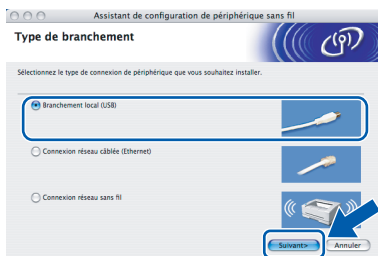 Assistant de configuration de périphérique sans fil
Type de branchement
Sélectionnez le type de connexion de périphérique que vous souhaitez installer.
Branchement local (USB)
Connexion réseau câblée (Ethernet)
Connexion réseau sans fil
Suivant>
Annuler